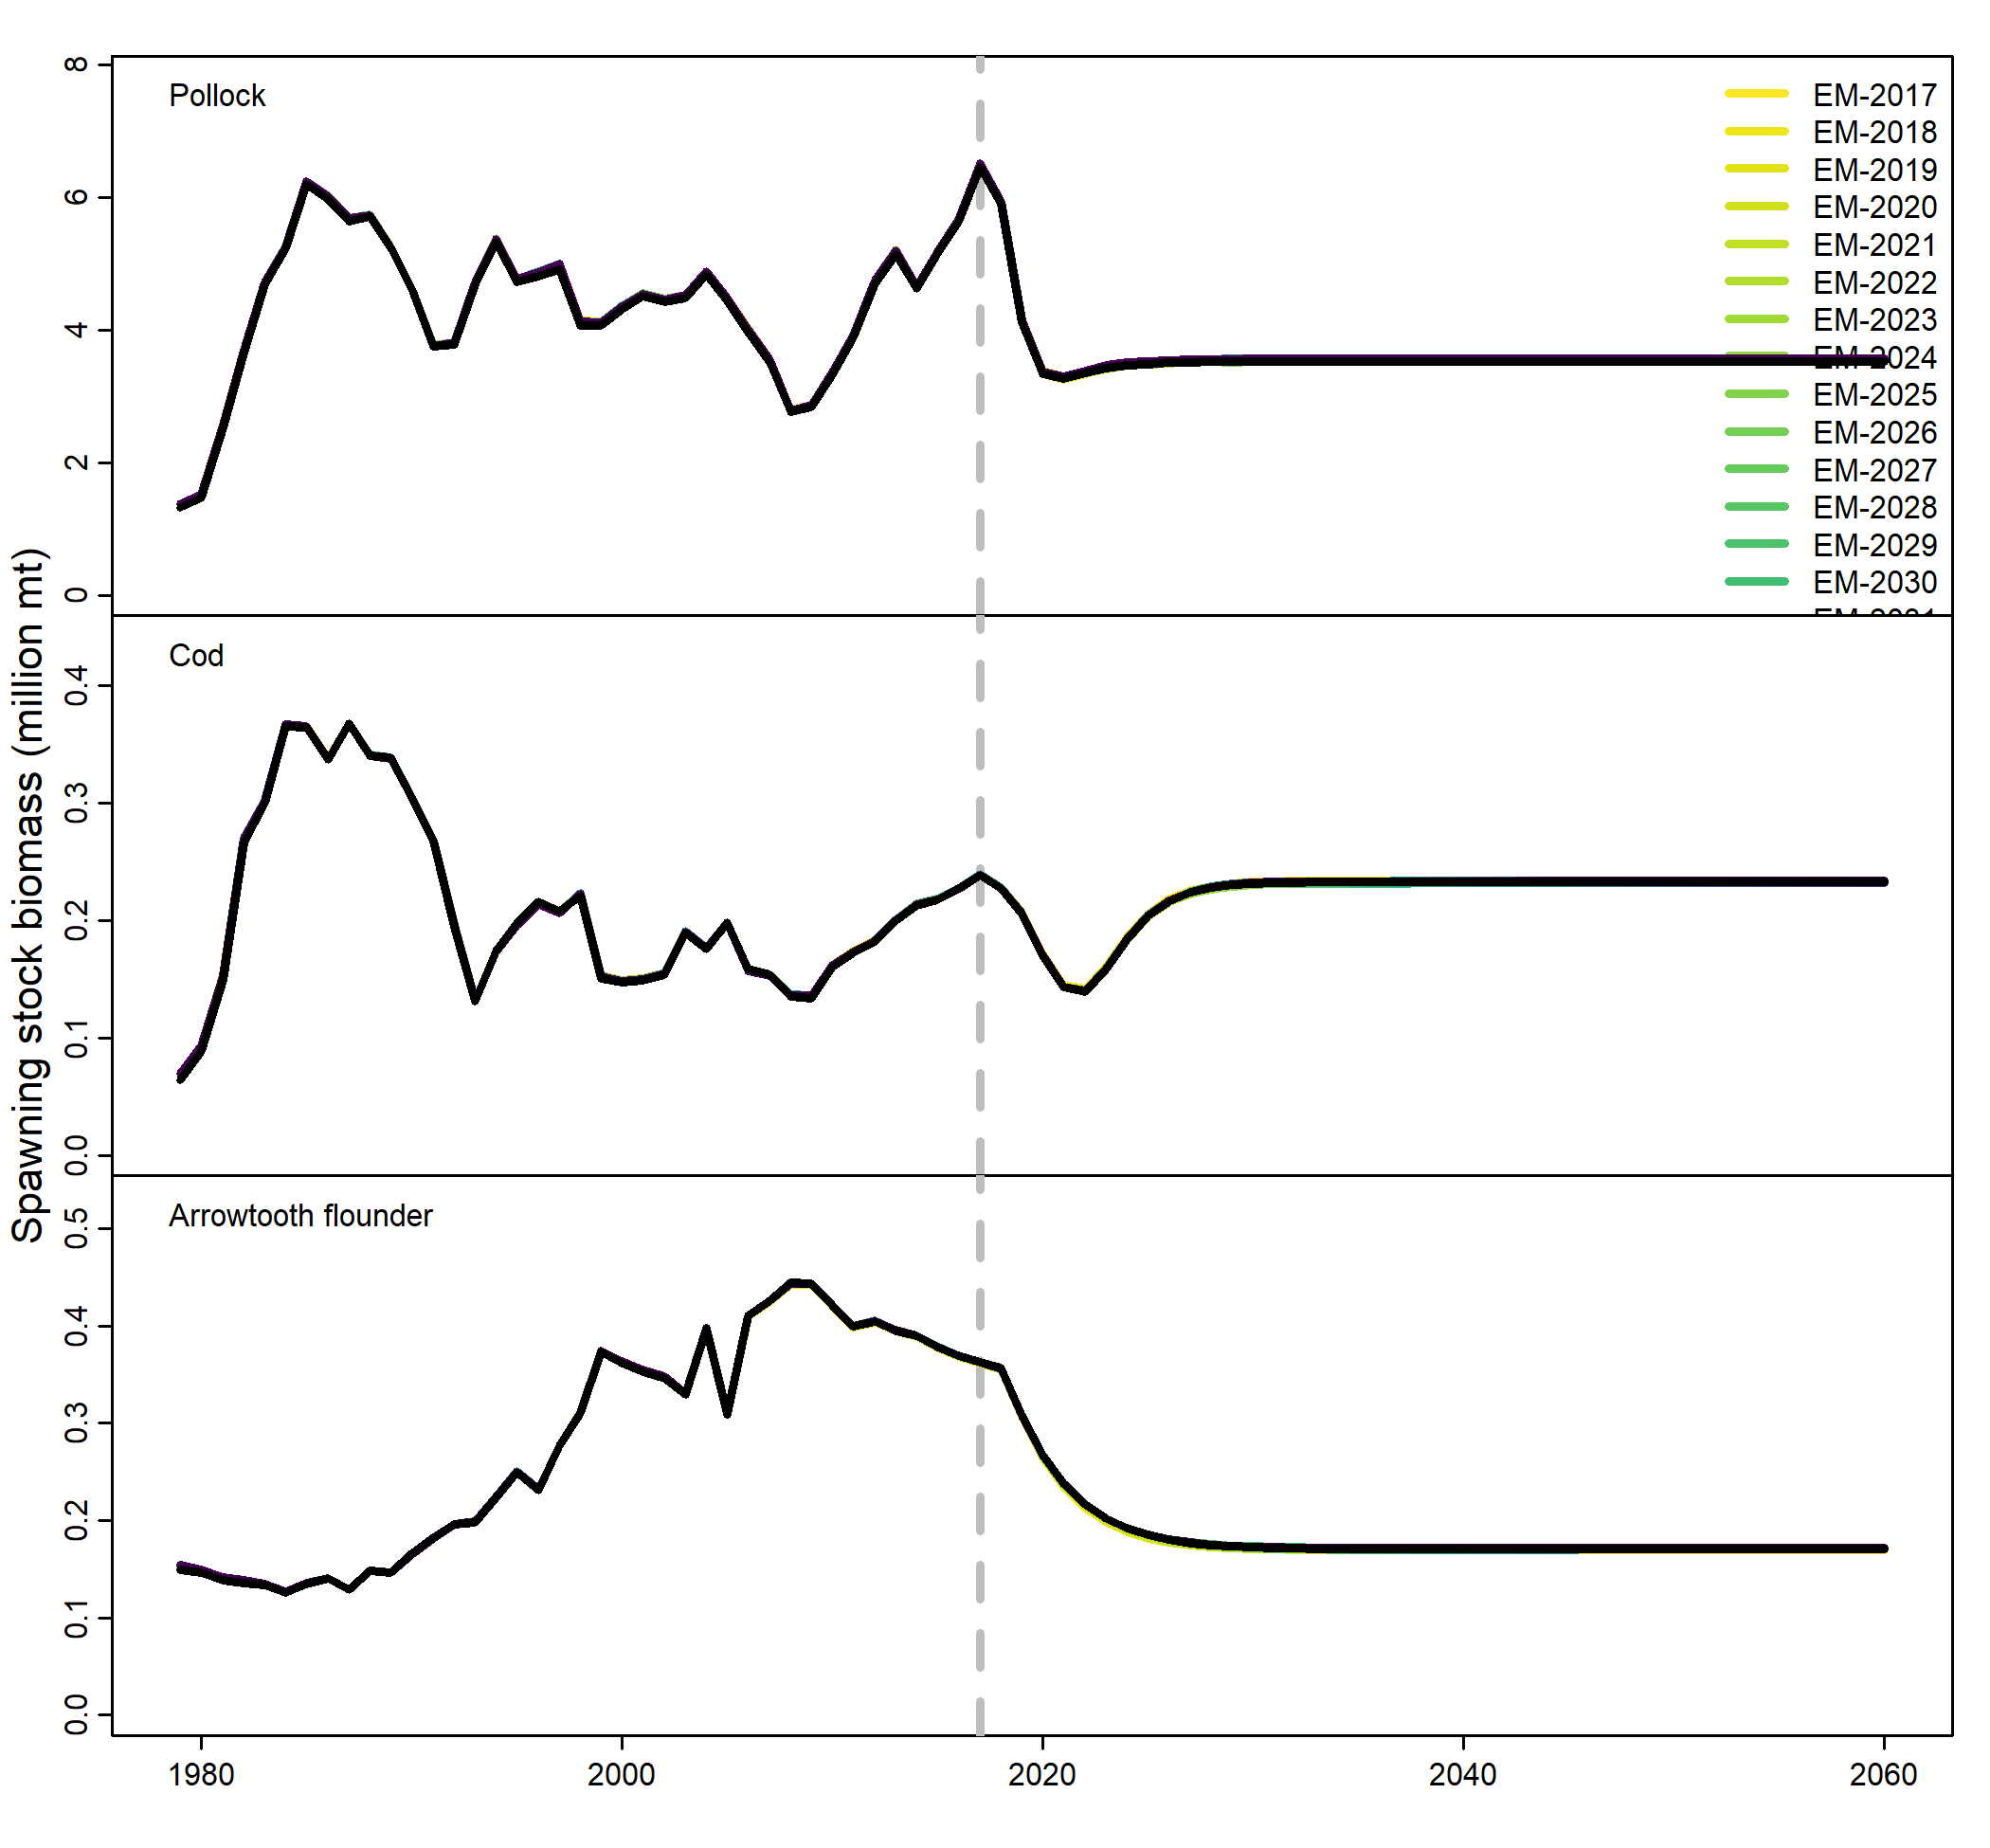 Spawning stock biomass (million mt)
Pollock
8
6
4
2
0
EM-2017
EM-2018
EM-2019
EM-2020
EM-2021
EM-2022
EM-2023
EM-2024
EM-2025
EM-2026
EM-2027
EM-2028
EM-2029
EM-2030
Cod
0.4
0.3
0.2
0.1
0.0
Arrowtooth flounder
0.5
0.4
0.3
0.2
0.1
0.0
1980
2000
2020
2040
2060